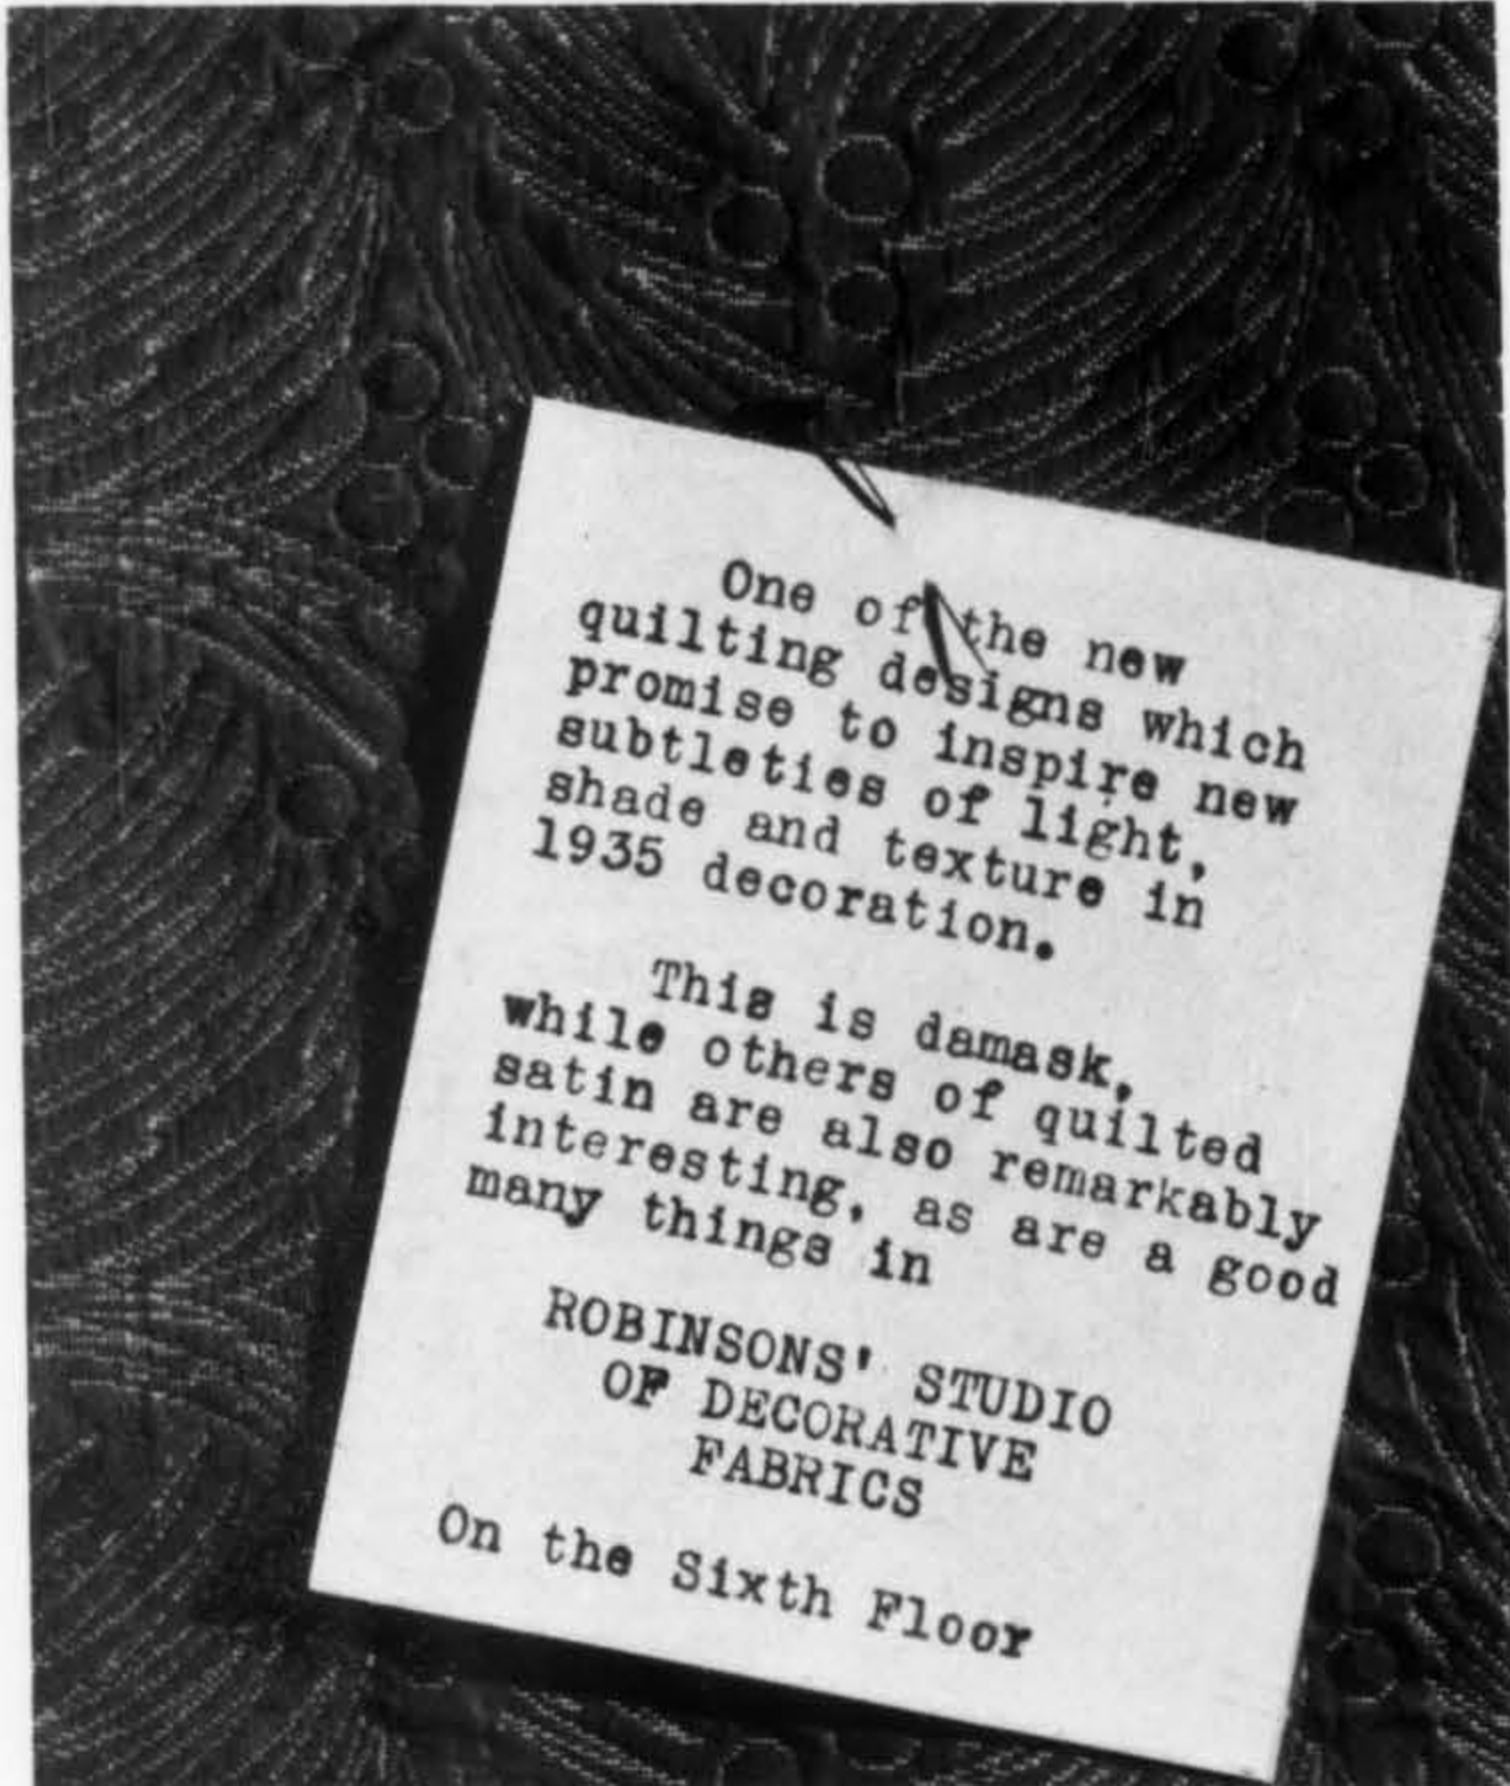 One of the new
quilting designs which
promise to inspire new
subtleties of light,
shade and texture in
1935 decoration.
This is damask,
while others of quilted
satin are also remarkably
interesting, as are a good
many things in
ROBINSONS' STUDIO
OF DECORATIVE
FABRICS
On the Sixth Floor